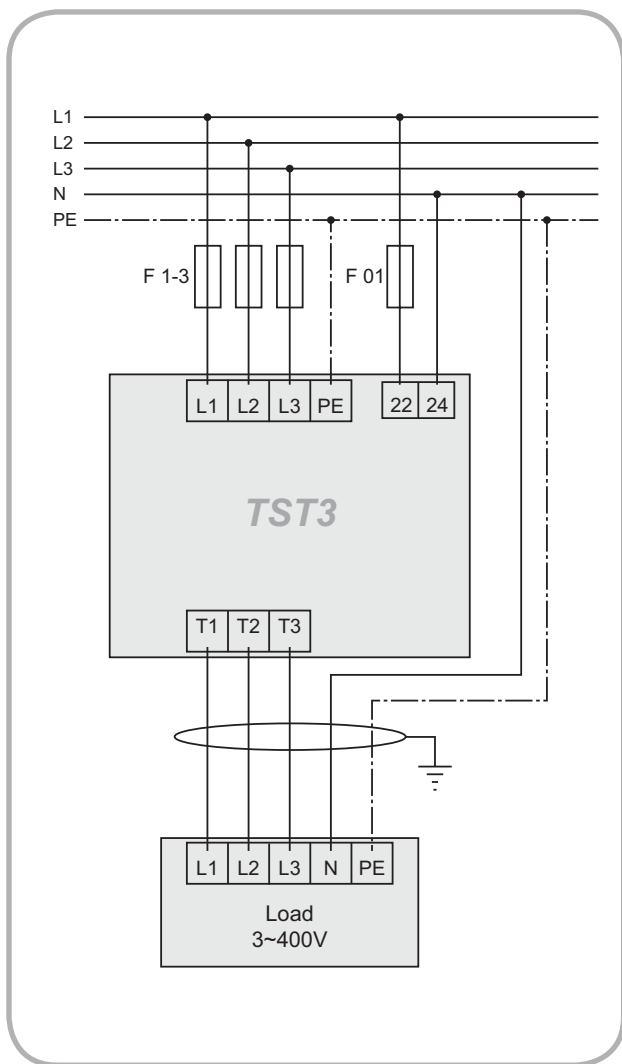 L1
L2
L3
N
PE
F 1-3
F 01
L1 L2 L3 PE 22 24
TST3
T1 T2 T3
L1 L2 L3 N PE
Load
3~400V